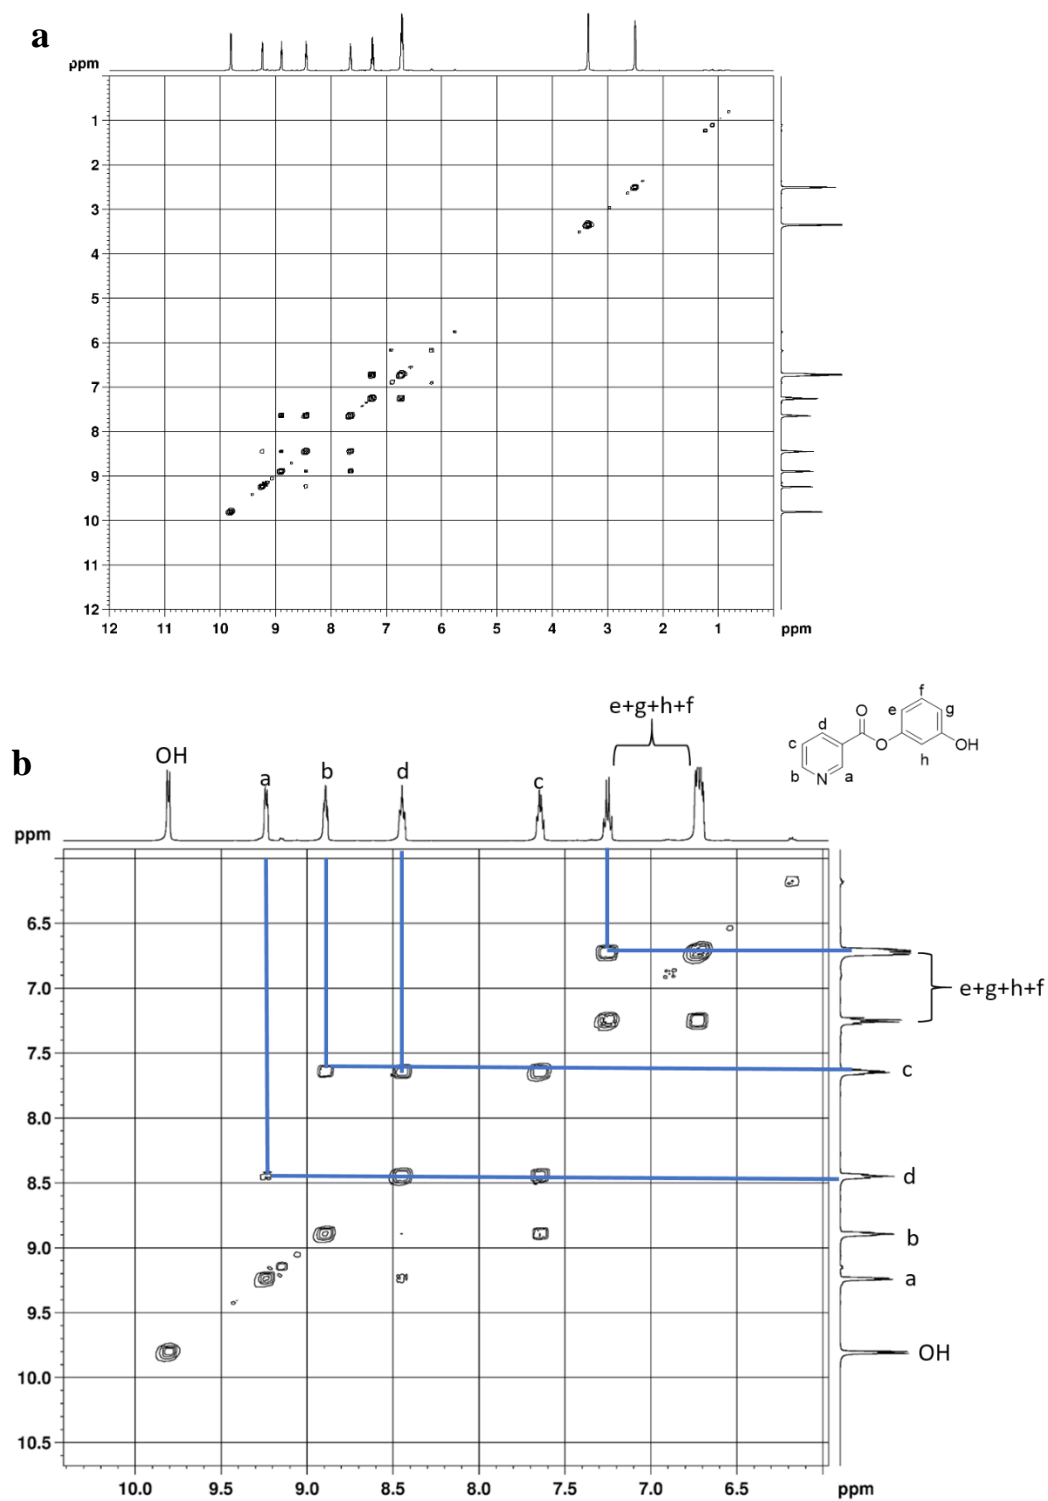 a
ppm
1
2
3
4
5
6
7
8
9
10
11
12
12 11 10 9 8 7 6 5 4 3 2 1 ppm
b
e+g+h+f
OH a b d c
f
e g
O
d
c O OH
b N a h
ppm
6.5
7.0
7.5
8.0
8.5
9.0
9.5
10.0
10.5
e+g+h+f
c
d
b
a
OH
10.0 9.5 9.0 8.5 8.0 7.5 7.0 6.5 ppm